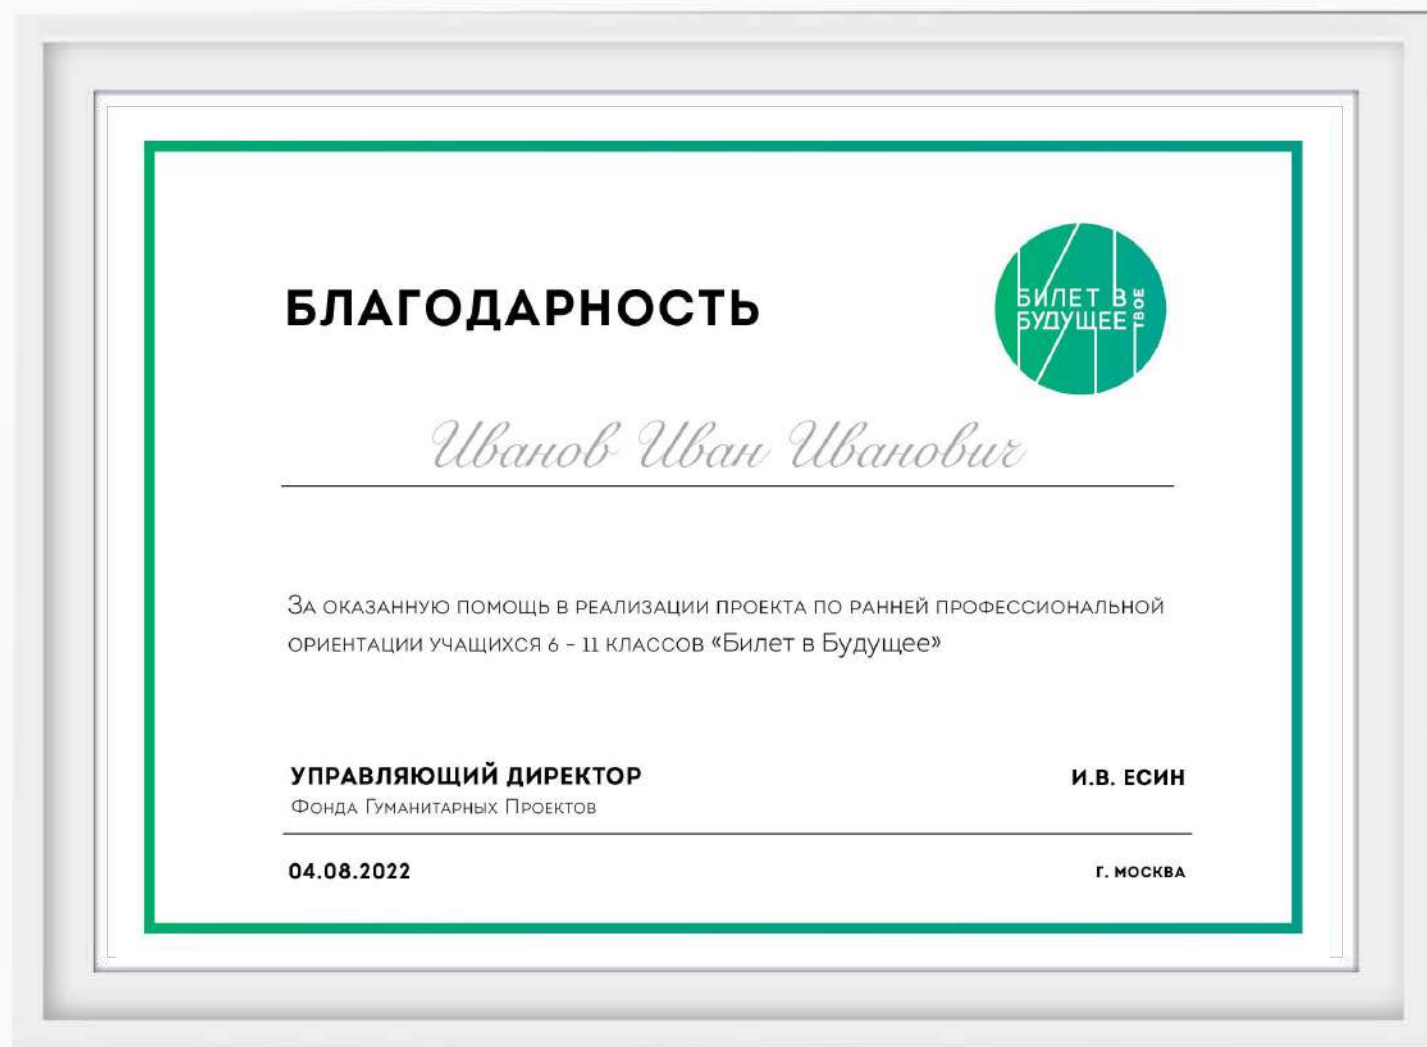 БЛАГОДАРНОСТЬ
БИЛЕТ В
БУДУЩЕЕ
ТВОЕ
Иванов Иван Иванович
За оказанную помощь в реализации проекта по ранней профессиональной
ориентации учащихся 6 - 11 классов «Билет в Будущее»
УПРАВЛЯЮЩИЙ ДИРЕКТОР
И.В. ЕСИН
Фонда Гуманитарных Проектов
04.08.2022
Г. МОСКВА